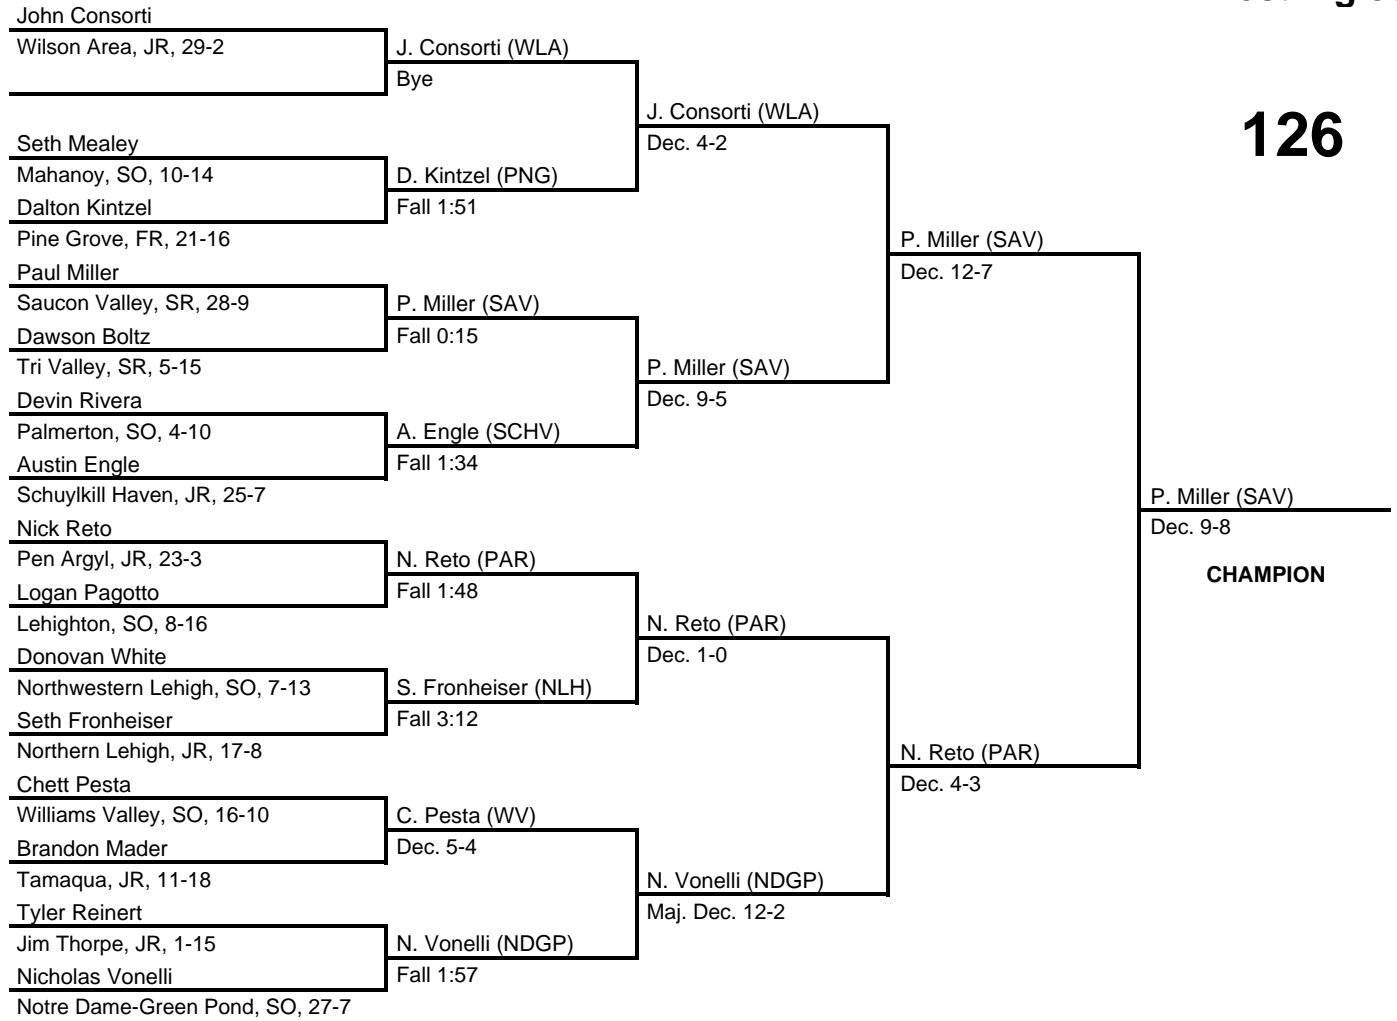 John Consorti
Wilson Area, JR, 29-2
J. Consorti (WLA)
Bye
J. Consorti (WLA)
Dec. 4-2
126
Seth Mealey
Mahanoy, SO, 10-14
D. Kintzel (PNG)
Dalton Kintzel
Fall 1:51
Pine Grove, FR, 21-16
P. Miller (SAV)
Dec. 12-7
Paul Miller
Saucon Valley, SR, 28-9
P. Miller (SAV)
Dawson Boltz
Fall 0:15
Tri Valley, SR, 5-15
P. Miller (SAV)
Dec. 9-5
Devin Rivera
Palmerton, SO, 4-10
A. Engle (SCHV)
Austin Engle
Fall 1:34
Schuylkill Haven, JR, 25-7
P. Miller (SAV)
Dec. 9-8
CHAMPION
Nick Reto
Pen Argyl, JR, 23-3
N. Reto (PAR)
Logan Pagotto
Fall 1:48
Lehighton, SO, 8-16
N. Reto (PAR)
Dec. 1-0
Donovan White
Northwestern Lehigh, SO, 7-13
S. Fronheiser (NLH)
Seth Fronheiser
Fall 3:12
Northern Lehigh, JR, 17-8
N. Reto (PAR)
Dec. 4-3
Chett Pesta
Williams Valley, SO, 16-10
C. Pesta (WV)
Brandon Mader
Dec. 5-4
Tamaqua, JR, 11-18
N. Vonelli (NDGP)
Maj. Dec. 12-2
Tyler Reinert
Jim Thorpe, JR, 1-15
N. Vonelli (NDGP)
Nicholas Vonelli
Fall 1:57
Notre Dame-Green Pond, SO, 27-7